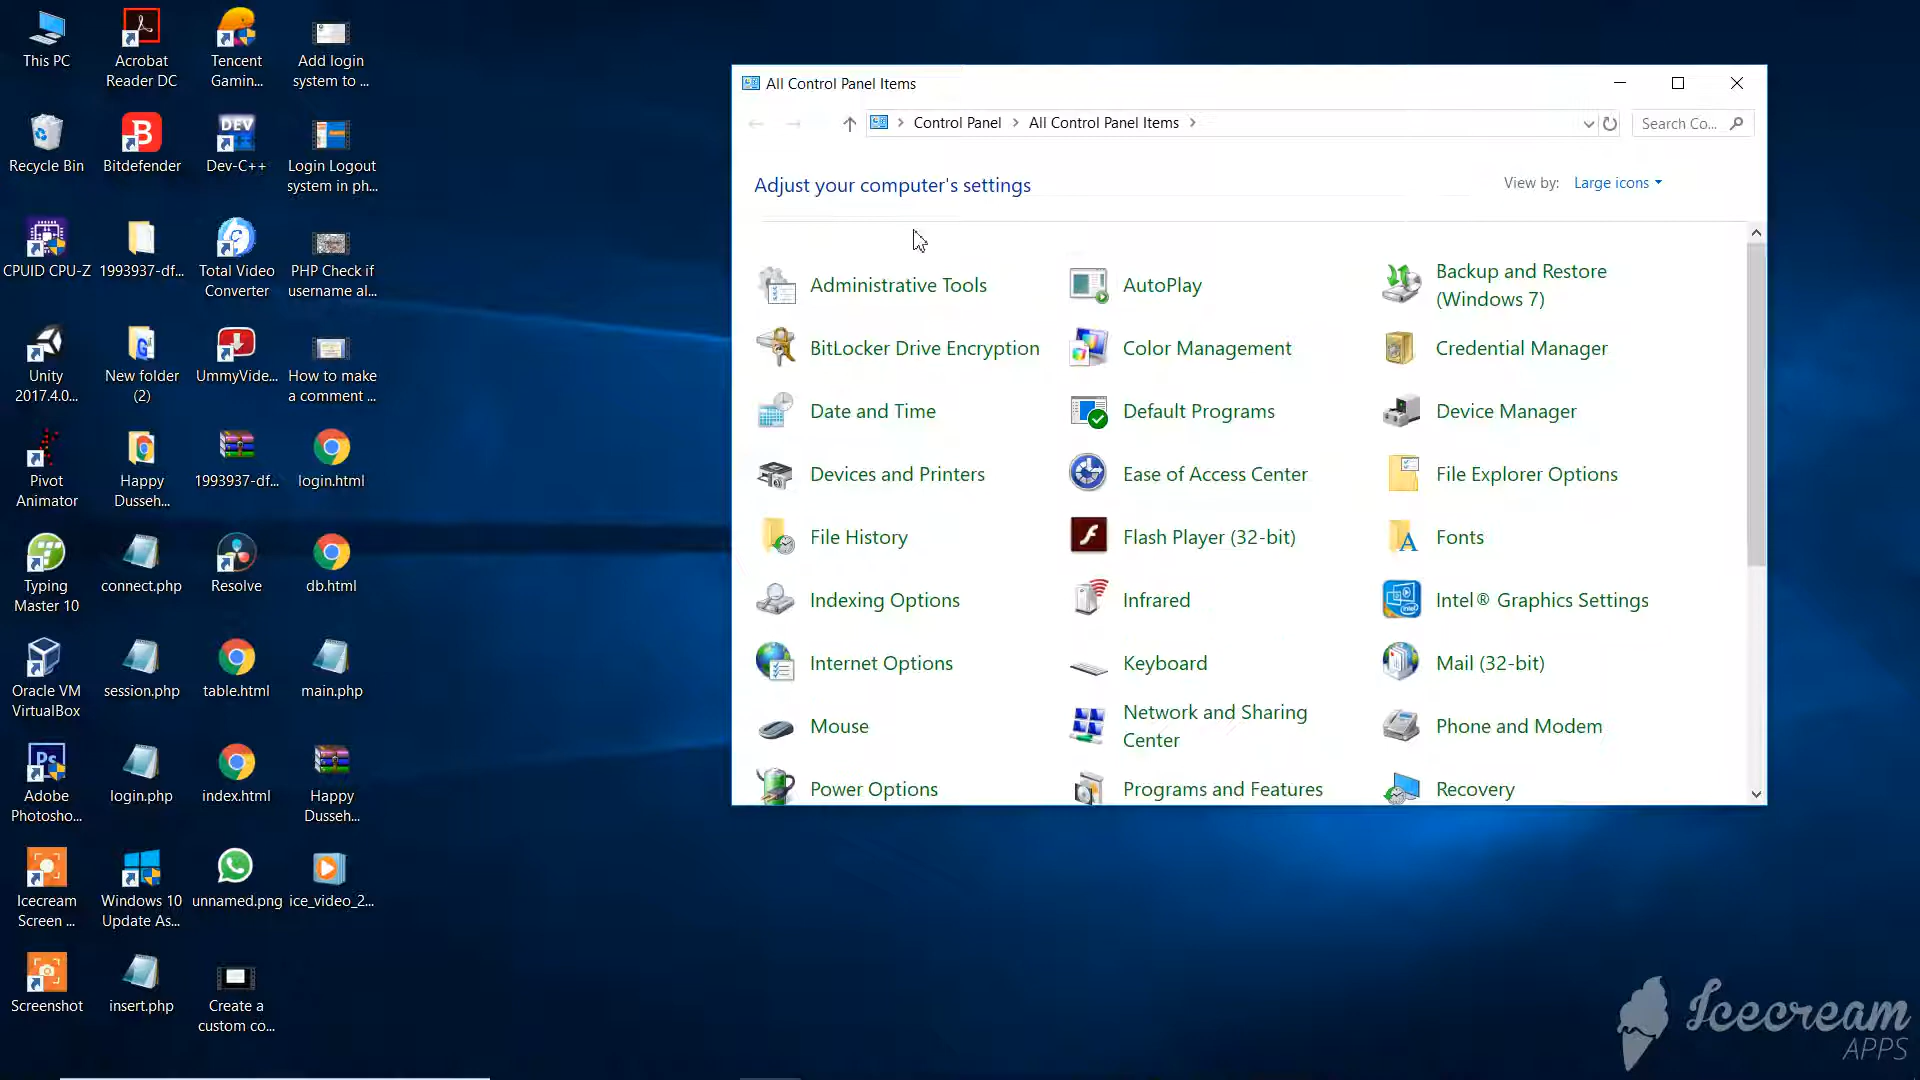 This PC
Acrobat
Reader DC
Tencent
Gamin...
Add login
system to ...
Recycle Bin
Bitdefender
Dev-C++
Login Logout
system in ph...
CPUID CPU-Z
1993937-df...
Total Video
Converter
PHP Check if
username al...
Unity
2017.4.0...
New folder
(2)
UmmyVide...
How to make
a comment ...
Pivot
Animator
Happy
Dusseh...
1993937-df...
login.html
Typing
Master 10
connect.php
Resolve
db.html
Oracle VM
VirtualBox
session.php
table.html
main.php
Adobe
Photosho...
login.php
index.html
Happy
Dusseh...
Icecream
Screen ...
Windows 10
Update As...
unnamed.png
ice_video_2...
Screenshot
insert.php
Create a
custom co...
All Control Panel Items
Control Panel > All Control Panel Items >
Search Co...
Adjust your computer's settings
View by: Large icons
Administrative Tools
AutoPlay
Backup and Restore
(Windows 7)
BitLocker Drive Encryption
Color Management
Credential Manager
Date and Time
Default Programs
Device Manager
Devices and Printers
Ease of Access Center
File Explorer Options
File History
Flash Player (32-bit)
Fonts
Indexing Options
Infrared
Intel® Graphics Settings
Internet Options
Keyboard
Mail (32-bit)
Mouse
Network and Sharing
Center
Phone and Modem
Power Options
Programs and Features
Recovery
Icecream
APPS